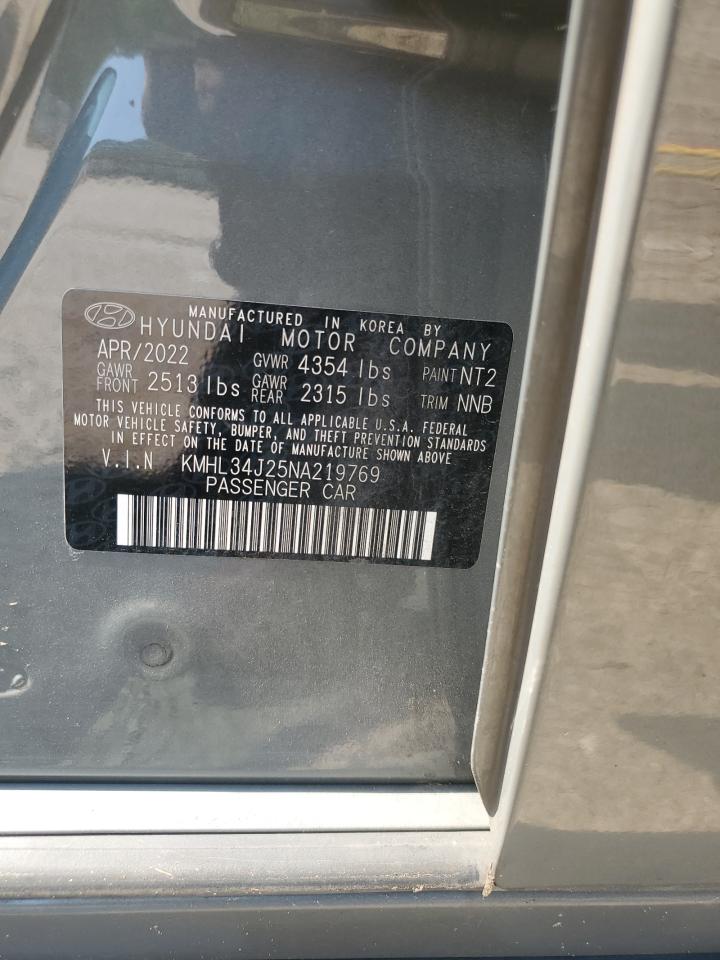 MANUFACTURED IN KOREA BY
HYUNDAI MOTOR COMPANY
APR/2022 GVWR 4354 lbs PAINT NT2
GAWR FRONT 2513 lbs GAWR REAR 2315 lbs TRIM NNB
THIS VEHICLE CONFORMS TO ALL APPLICABLE U.S.A. FEDERAL
MOTOR VEHICLE SAFETY, BUMPER, AND THEFT PREVENTION STANDARDS
IN EFFECT ON THE DATE OF MANUFACTURE SHOWN ABOVE
V.I.N KMHL34J25NA219769
PASSENGER CAR